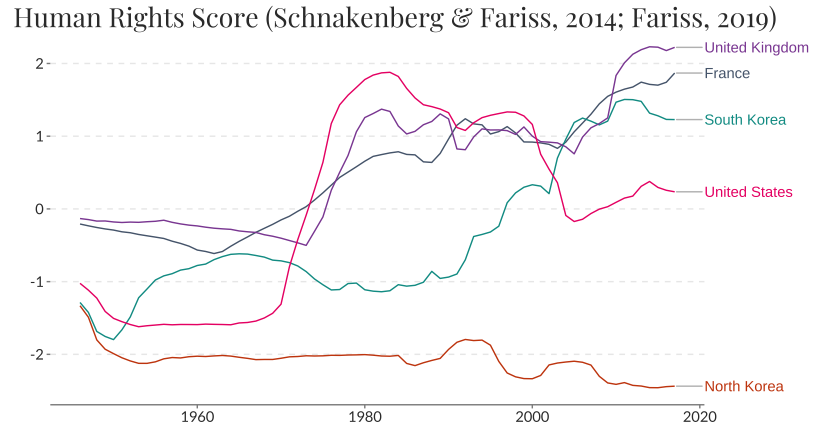 Human Rights Score (Schnakenberg & Fariss, 2014; Fariss, 2019)
United Kingdom
2
France
South Korea
1
United States
0
-1
-2
North Korea
1960 1980 2000 2020